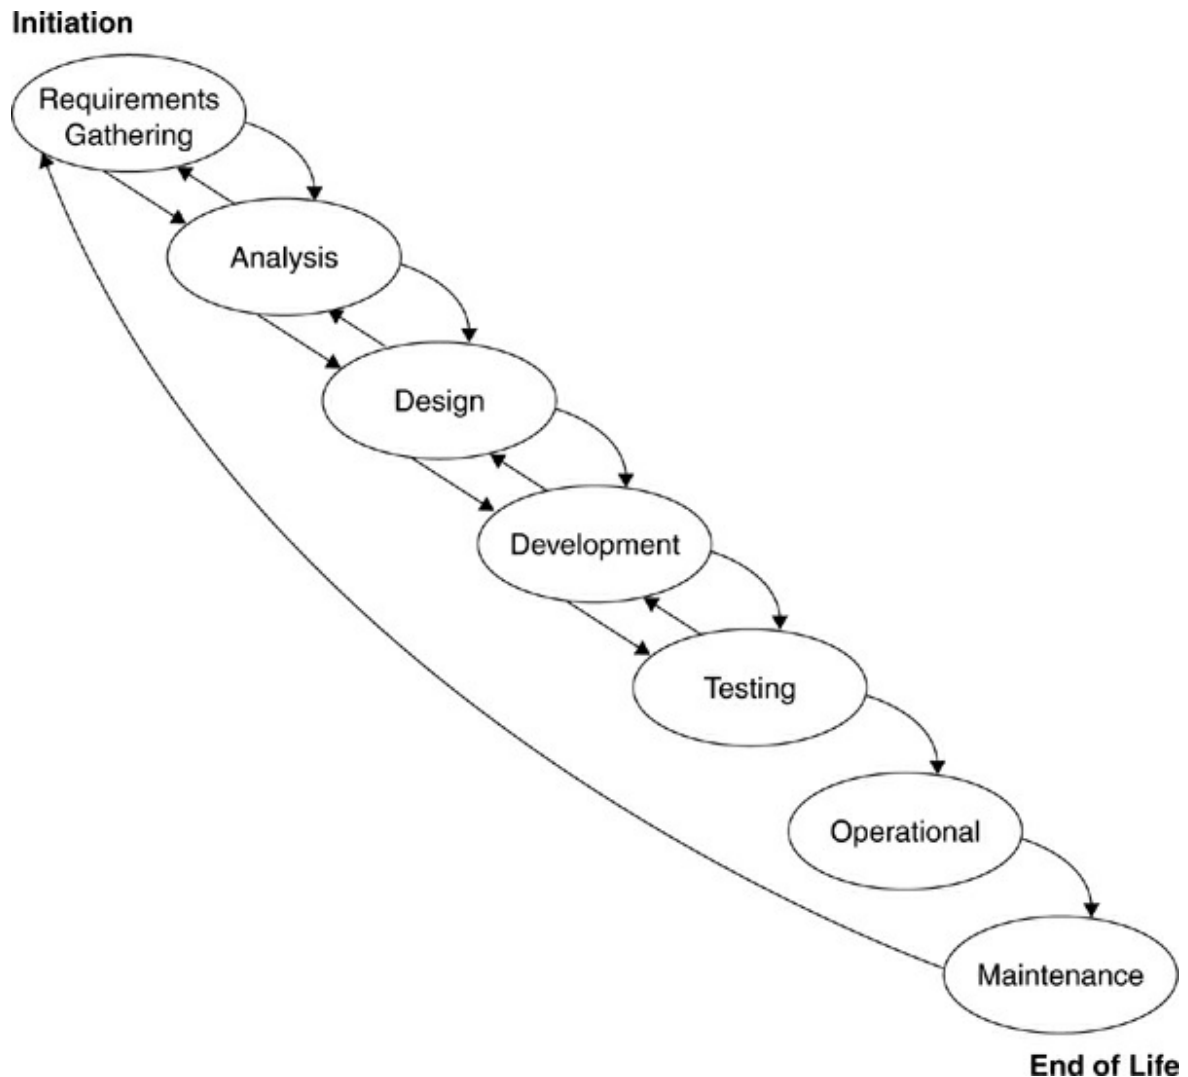 Initiation
Requirements
Gathering
Analysis
Design
Development
Testing
Operational
Maintenance
End of Life